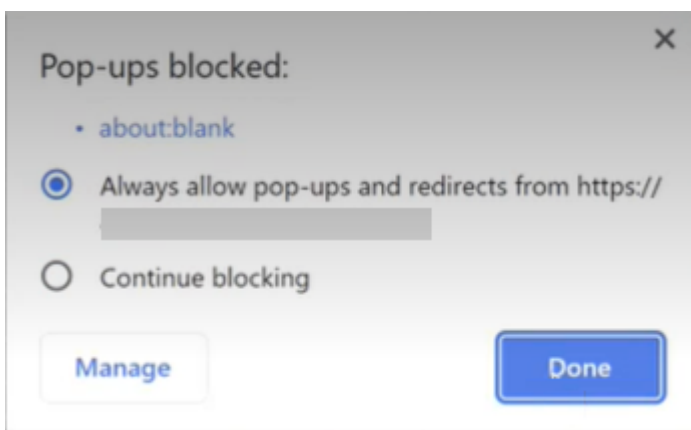 Pop-ups blocked:
• about:blank
Always allow pop-ups and redirects from https://
Continue blocking
Manage
Done